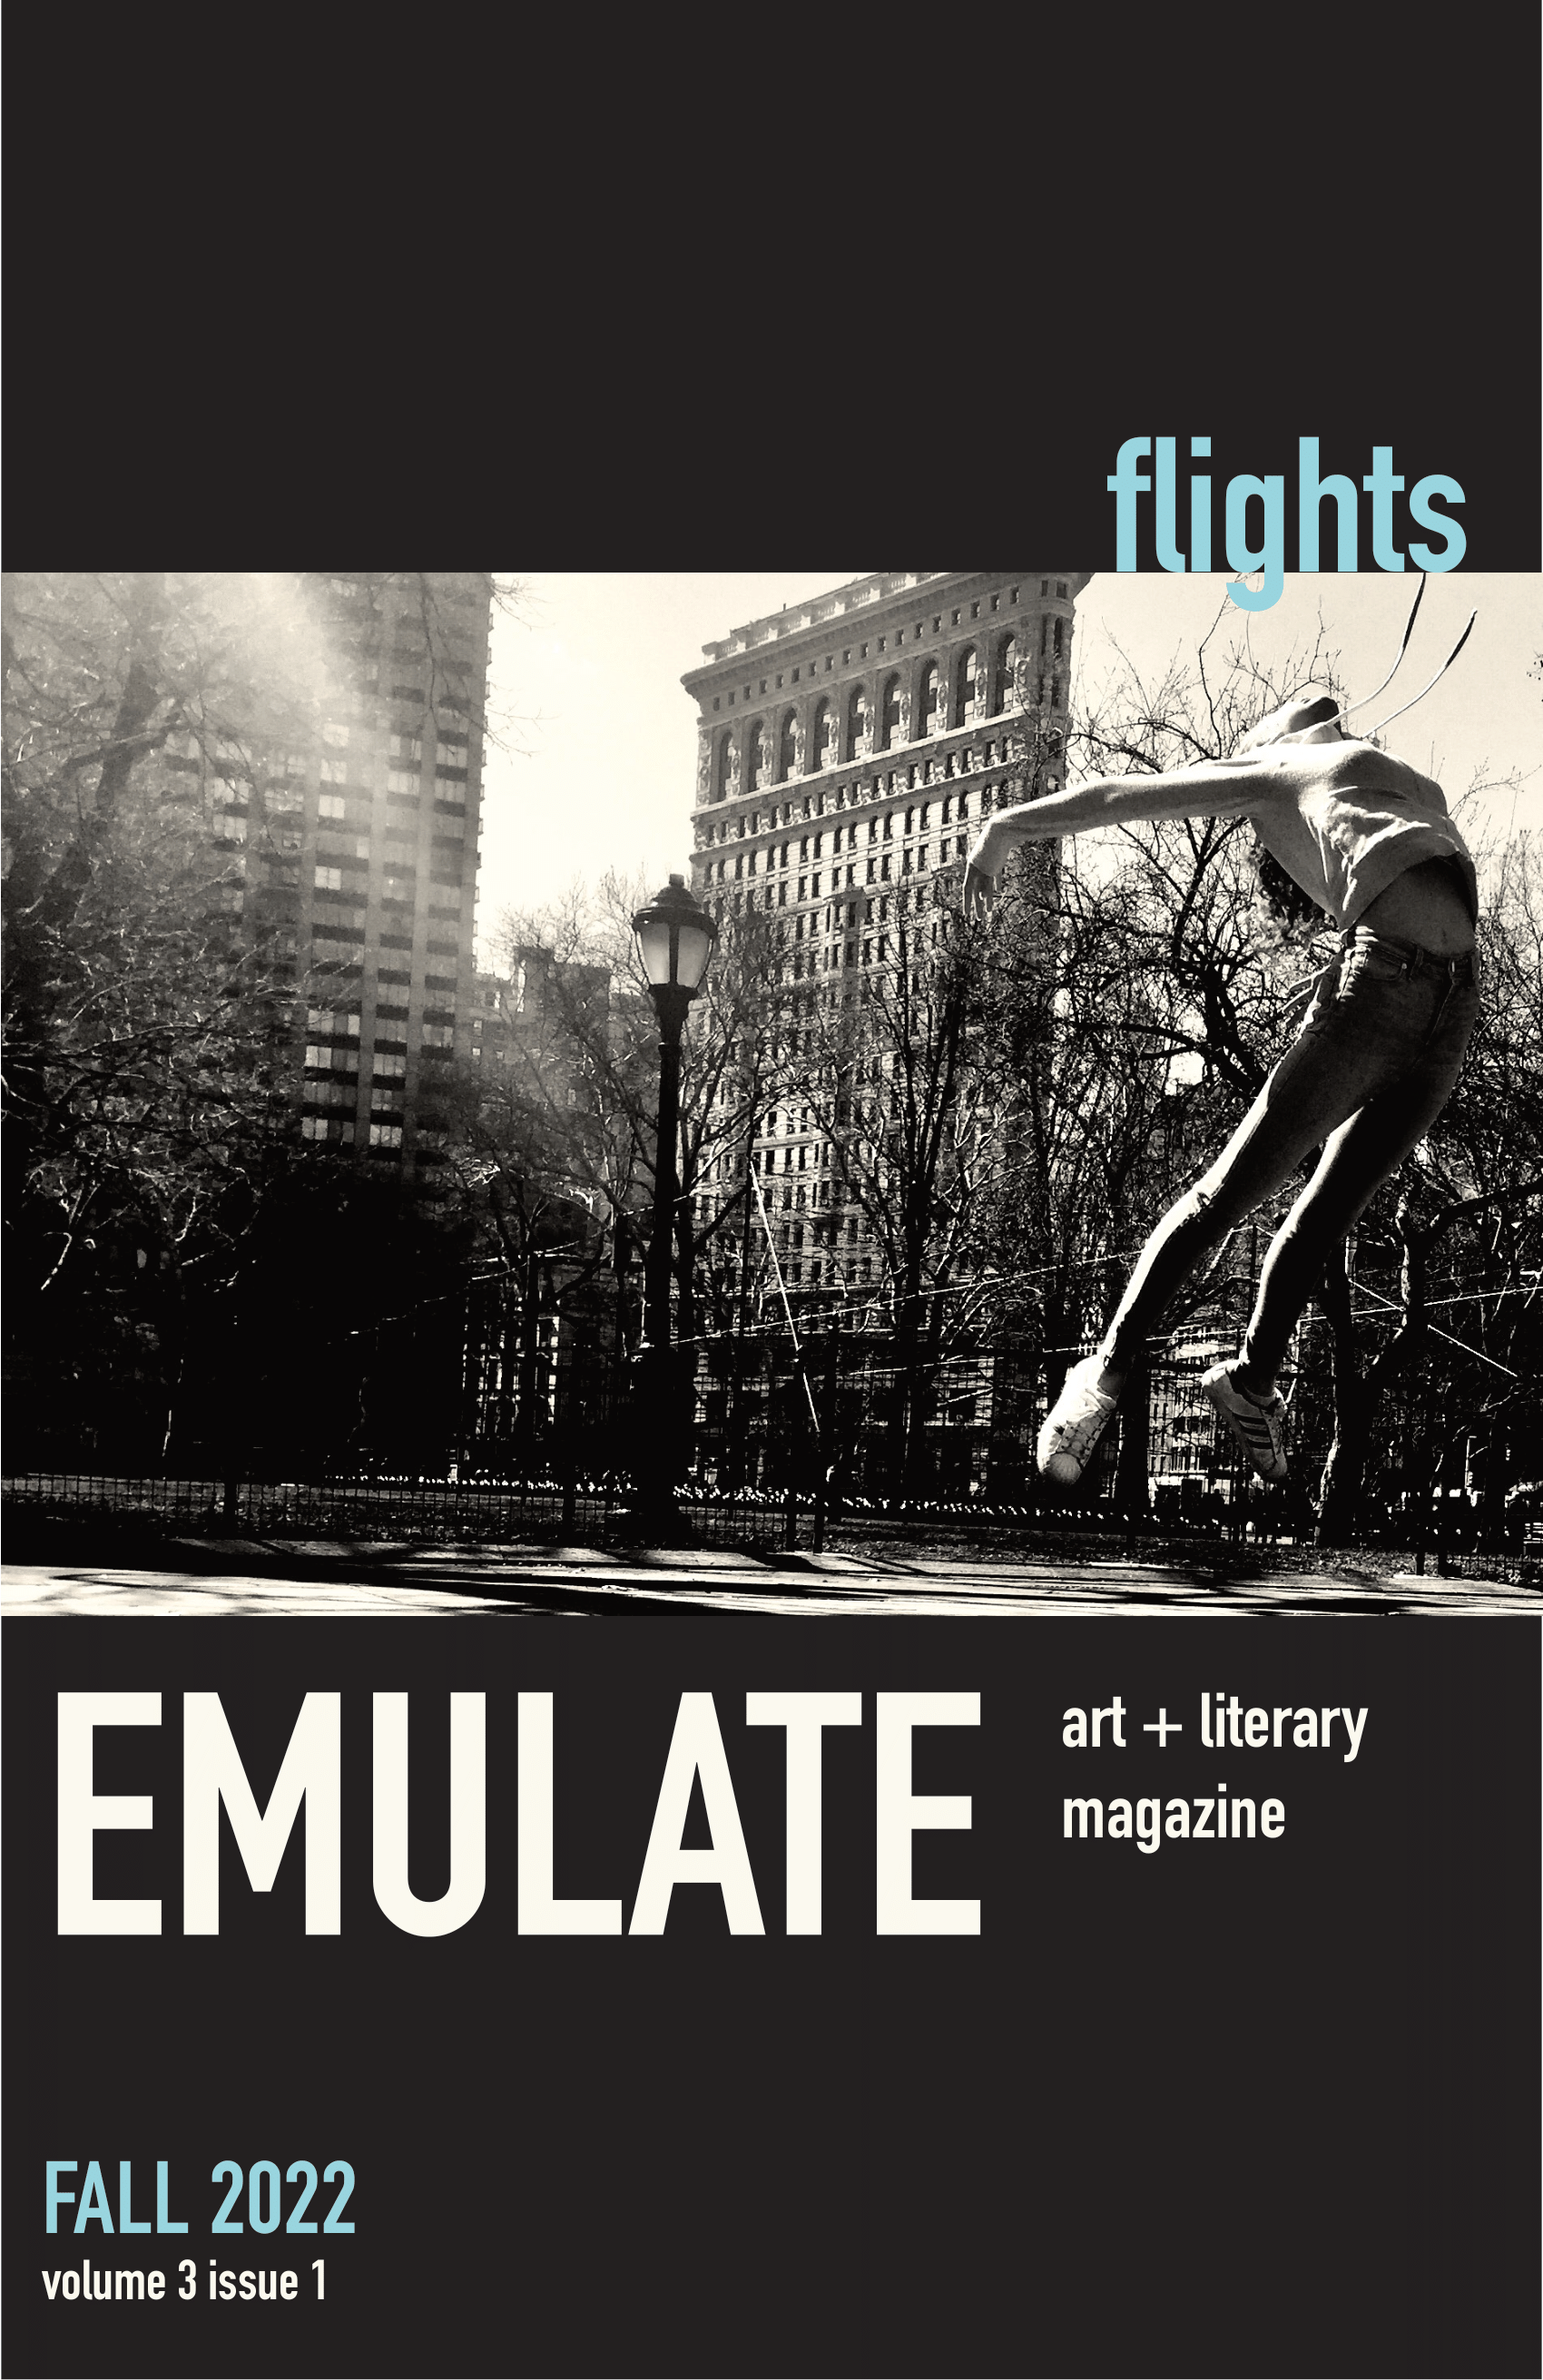 flights
EMULATE
art + literary
magazine
FALL 2022
volume 3 issue 1